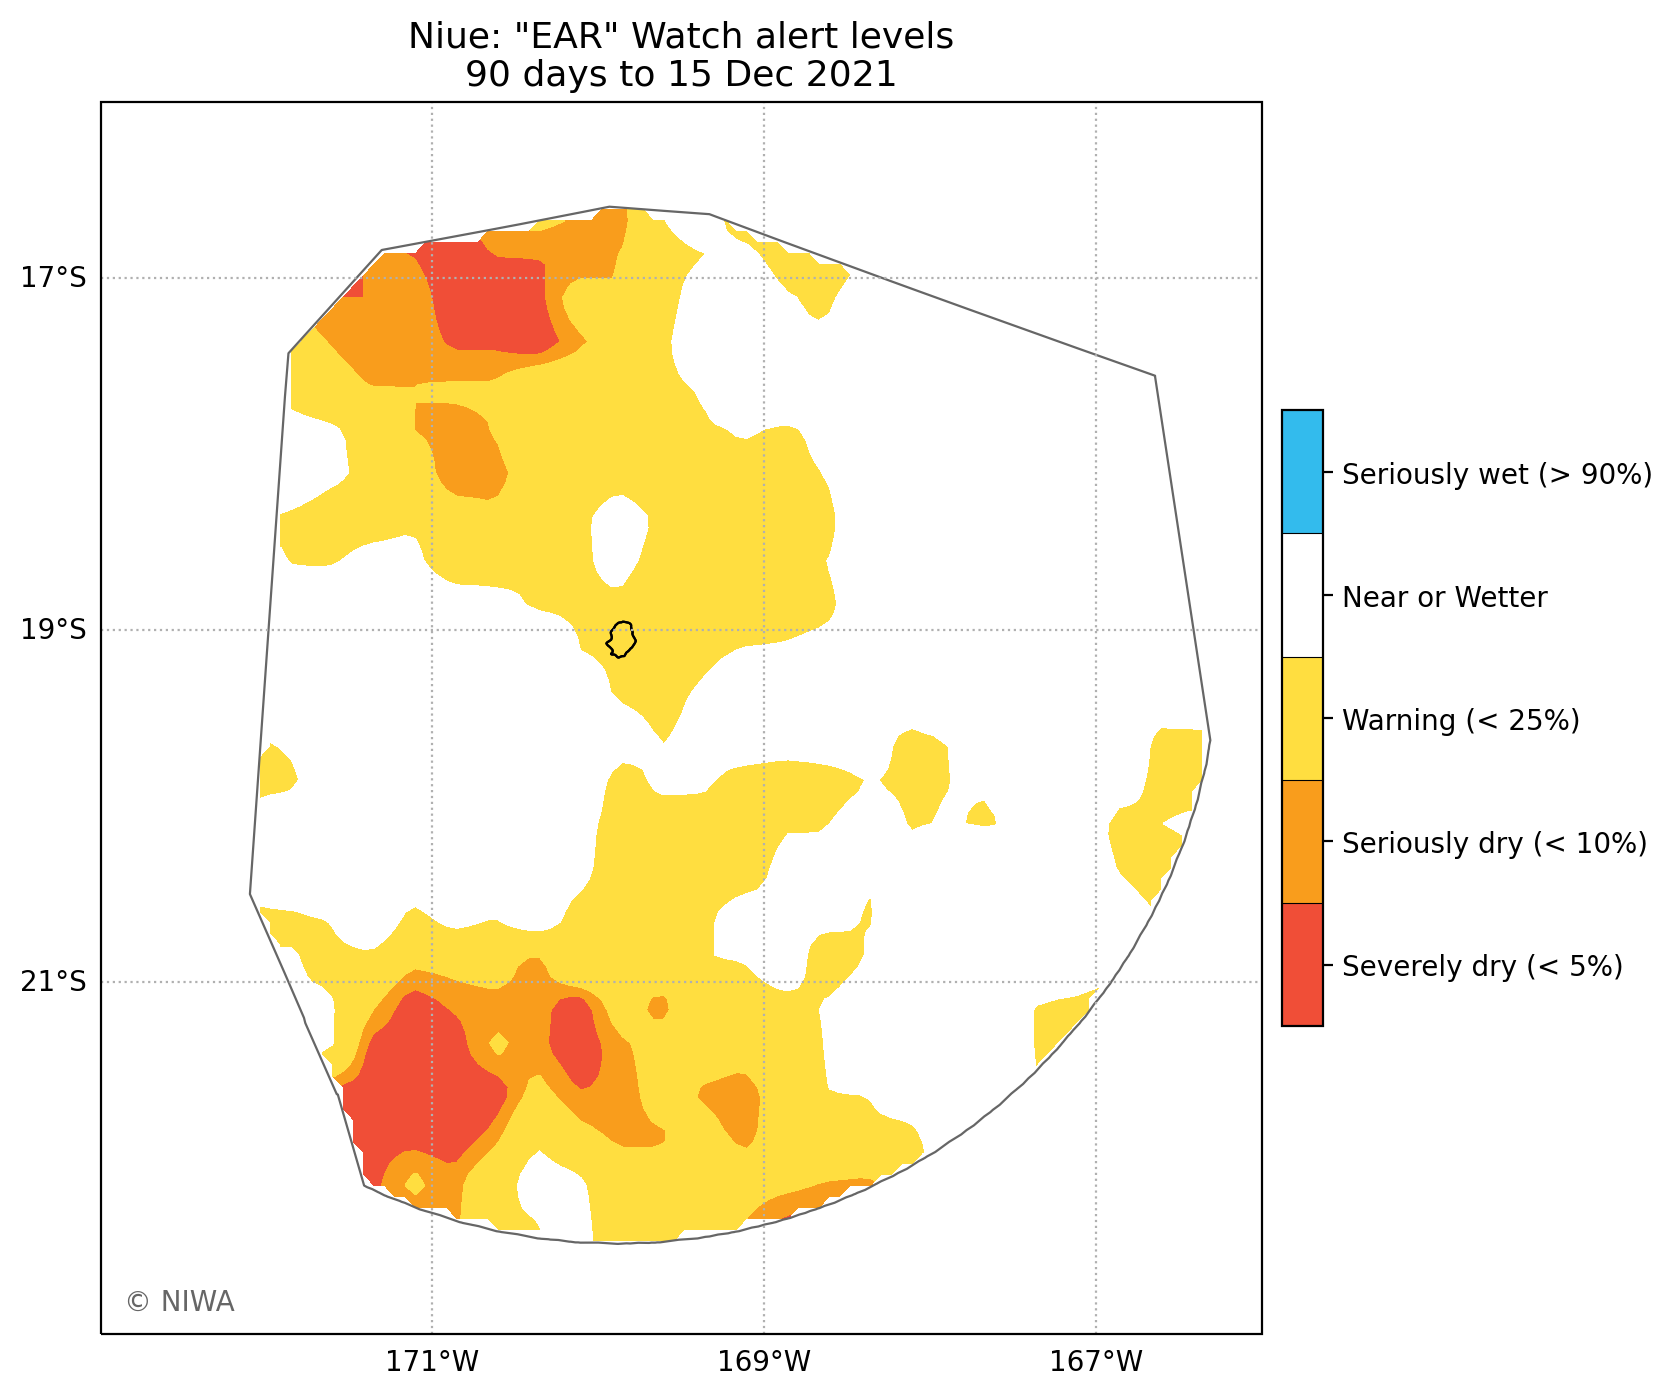 Niue: "EAR" Watch alert levels
90 days to 15 Dec 2021
17°S
19°S
21°S
171°W
169°W
167°W
Seriously wet (> 90%)
Near or Wetter
Warning (< 25%)
Seriously dry (< 10%)
Severely dry (< 5%)
© NIWA